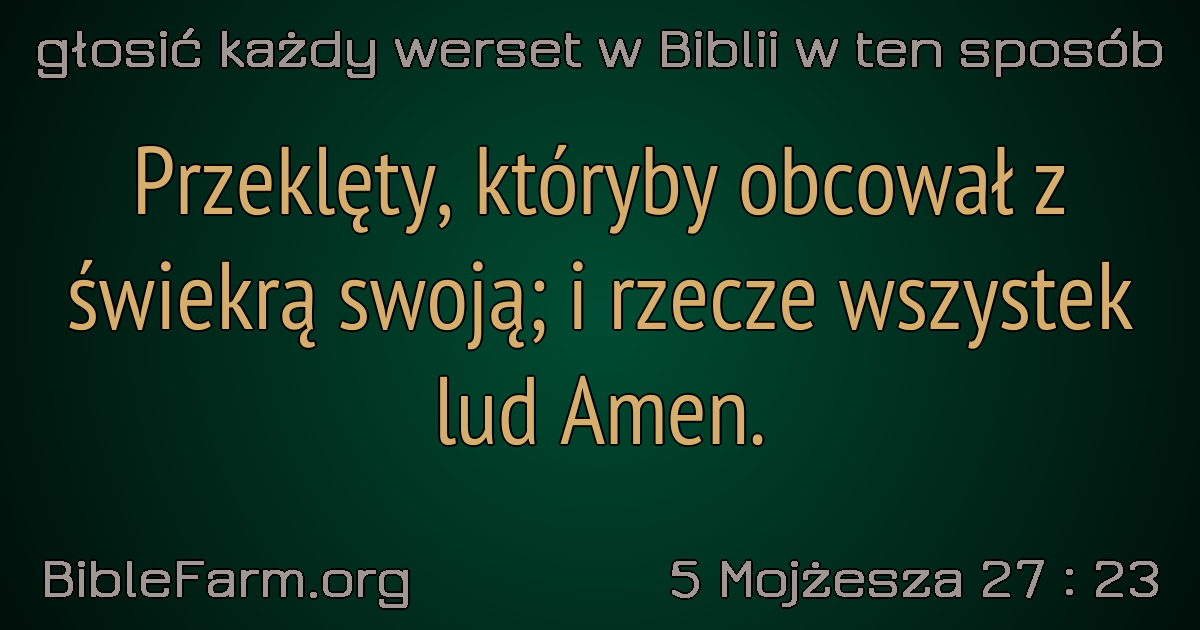 głosić każdy werset w Biblii w ten sposób
Przeklęty, któryby obcował z
świekrą swoją; i rzecze wszystek
lud Amen.
BibleFarm.org
5 Mojżesza 27 : 23